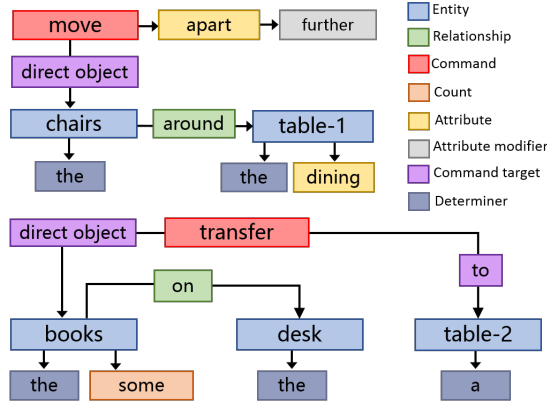 move apart further
direct object
chairs around table-1
the the dining
Entity
Relationship
Command
Count
Attribute
Attribute modifier
Command target
Determiner
direct object transfer
to
on
books desk table-2
the some the a